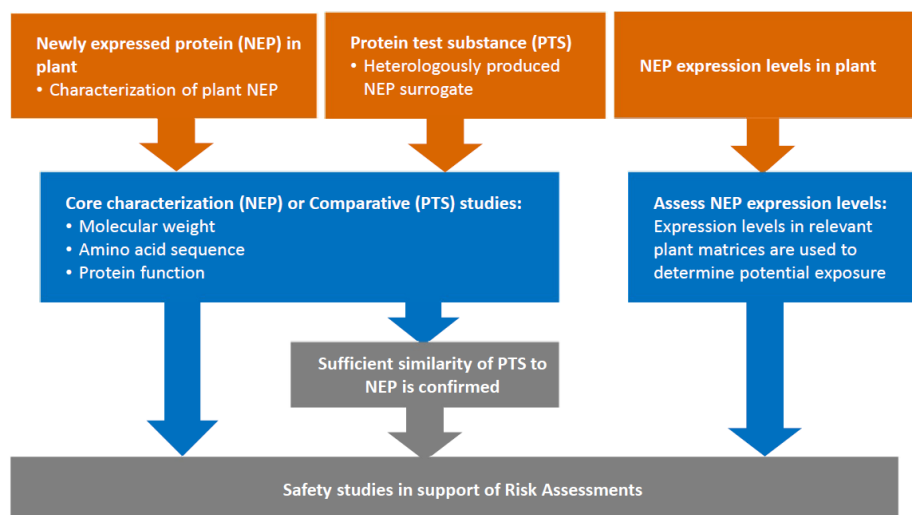 Newly expressed protein (NEP) in
plant
• Characterization of plant NEP
Protein test substance (PTS)
• Heterologously produced
NEP surrogate
NEP expression levels in plant
Core characterization (NEP) or Comparative (PTS) studies:
• Molecular weight
• Amino acid sequence
• Protein function
Assess NEP expression levels:
Expression levels in relevant
plant matrices are used to
determine potential exposure
Sufficient similarity of PTS to
NEP is confirmed
Safety studies in support of Risk Assessments